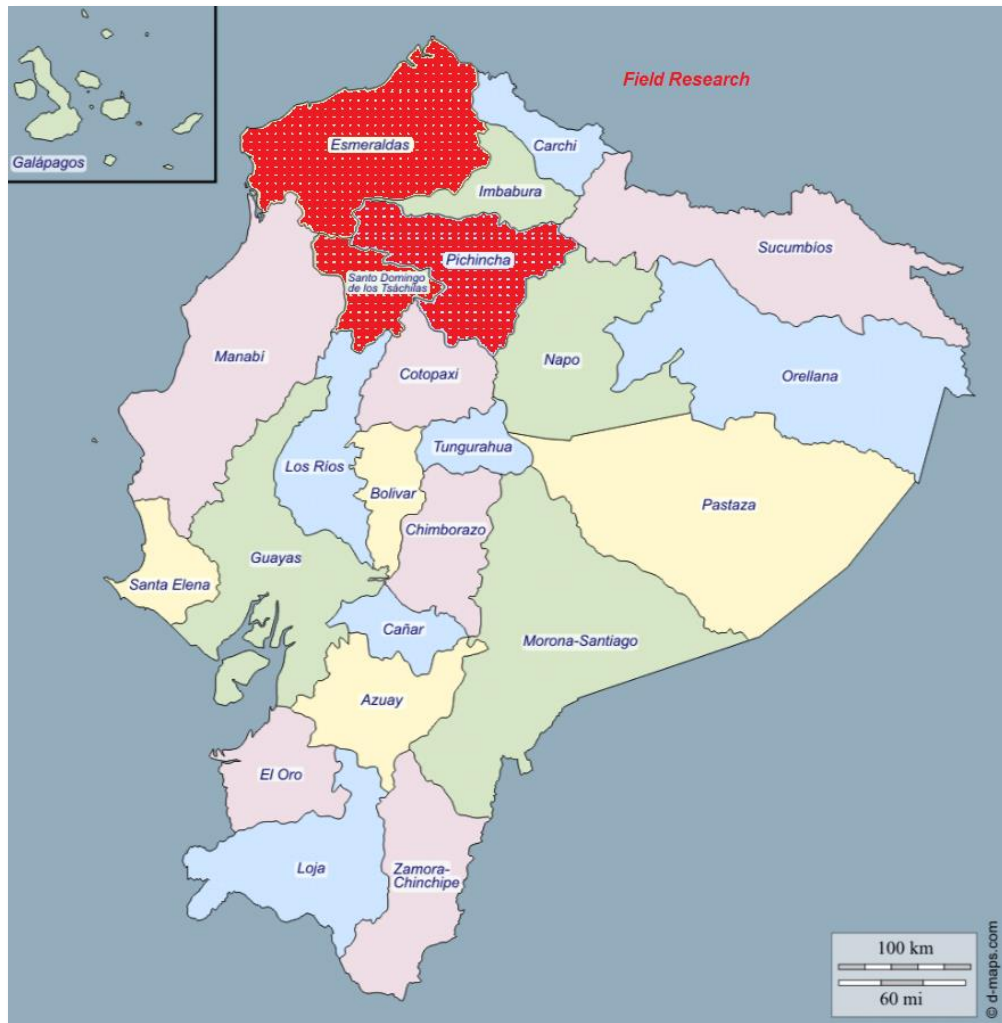 Field Research
Galápagos
Esmeraldas
Carchi
Imbabura
Sucumbíos
Pichincha
Santo Domingo
de los Tsáchilas
Manabí
Cotopaxi
Napo
Orellana
Los Ríos
Tungurahua
Bolivar
Pastaza
Chimborazo
Guayas
Santa Elena
Cañar
Morona-Santiago
Azuay
El Oro
Loja
Zamora-
Chinchipe
100 km
60 mi
© d-maps.com